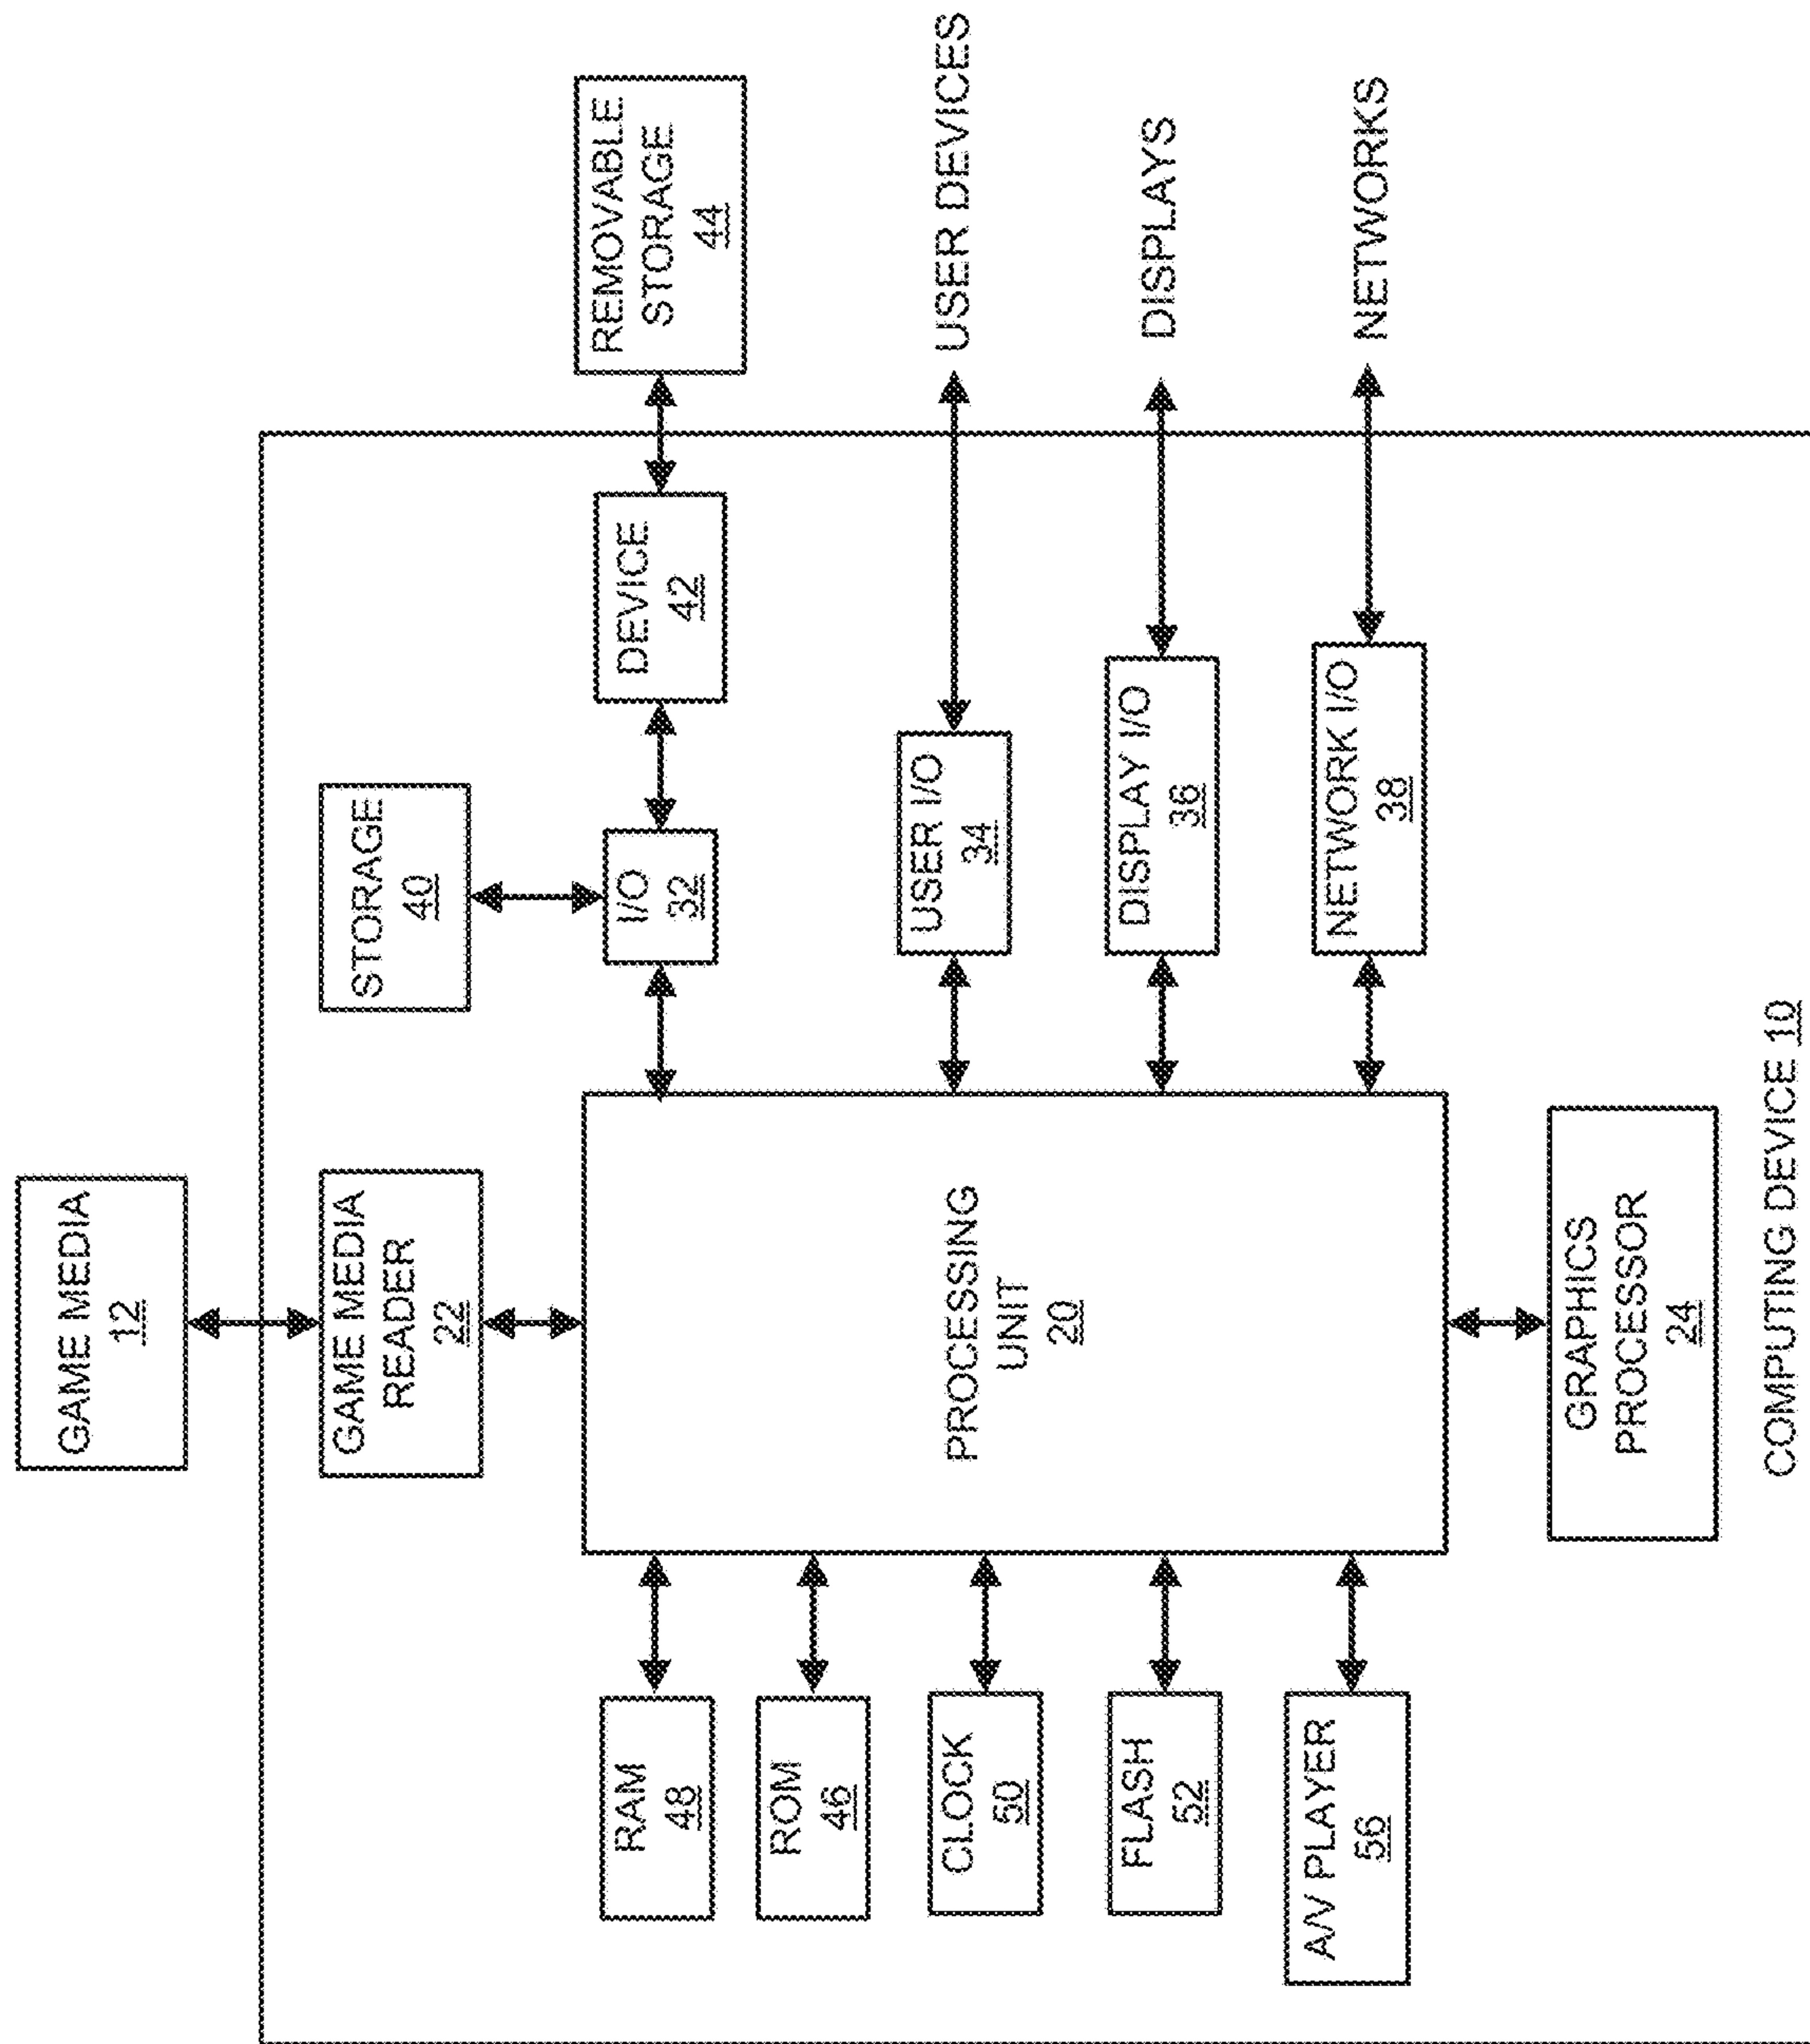 GAME MEDIA
12
GAME MEDIA
READER
22
RAM
48
ROM
46
CLOCK
50
FLASH
52
A/V PLAYER
56
PROCESSING
UNIT
20
GRAPHICS
PROCESSOR
24
STORAGE
40
I/O
32
DEVICE
42
REMOVABLE
STORAGE
44
USER I/O
34
USER DEVICES
DISPLAY I/O
36
DISPLAYS
NETWORK I/O
38
NETWORKS
COMPUTING DEVICE 10